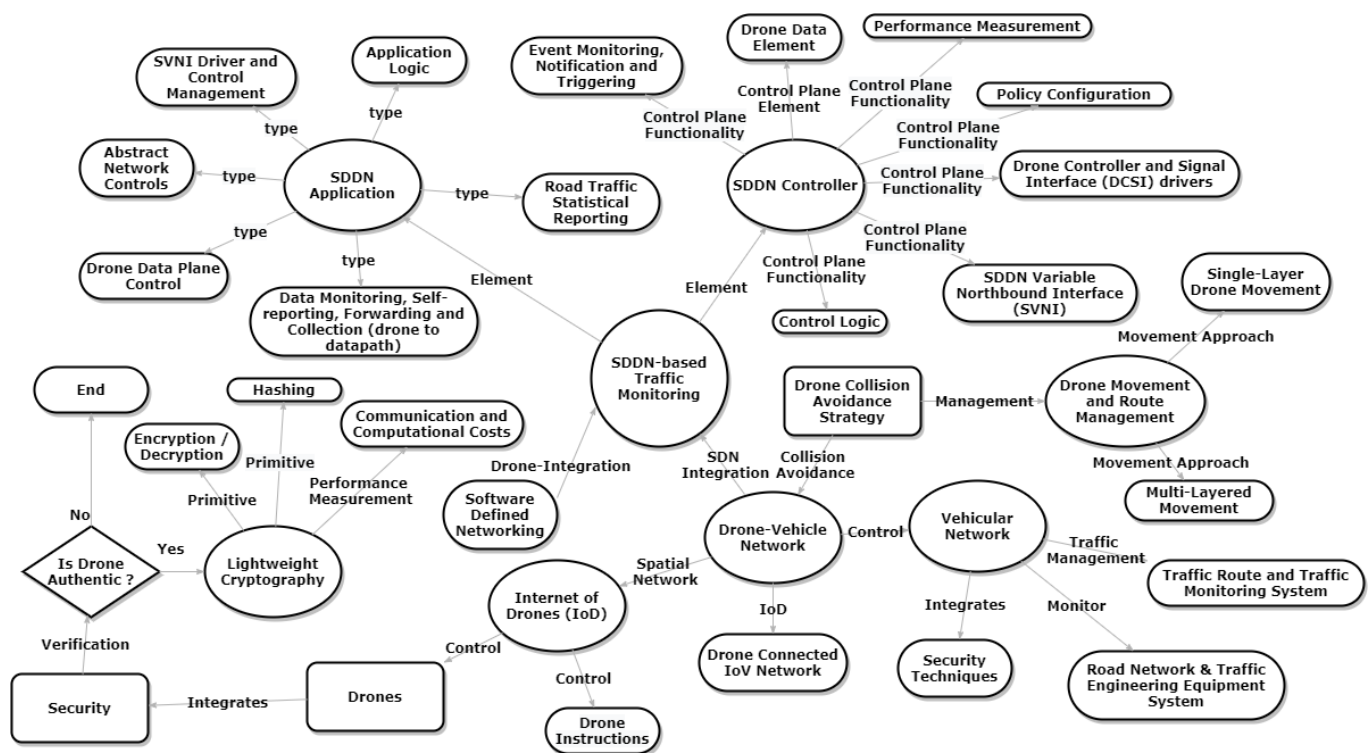 SVNI Driver and
Control
Management
Application
Logic
type
type
Abstract
Network
Controls
type
SDDN
Application
type
Road Traffic
Statistical
Reporting
type
Drone Data Plane
Control
type
Data Monitoring, Self-
reporting, Forwarding and
Collection (drone to
datapath)
Element
Event Monitoring,
Notification and
Triggering
Drone Data
Element
Performance Measurement
Control Plane
Functionality
Control Plane
Element
Control Plane
Functionality
Policy Configuration
Control Plane
Functionality
SDDN Controller
Control Plane
Functionality
Drone Controller and Signal
Interface (DCSI) drivers
Control Plane
Functionality
SDDN Variable
Northbound Interface
(SVNI)
Control Plane
Functionality
Control Logic
Element
SDDN-based
Traffic
Monitoring
Single-Layer
Drone Movement
Movement Approach
Drone Collision
Avoidance
Strategy
Management
Drone Movement
and Route
Management
Movement Approach
Multi-Layered
Movement
End
Hashing
Communication and
Computational Costs
Encryption /
Decryption
Primitive
Primitive
Performance
Measurement
Drone-Integration
Software
Defined
Networking
SDN
Integration
Collision
Avoidance
No
Is Drone
Authentic ?
Yes
Lightweight
Cryptography
Drone-Vehicle
Network
Control
Vehicular
Network
Traffic
Management
Traffic Route and Traffic
Monitoring System
Spatial
Network
Internet of
Drones (IoD)
IoD
Integrates
Monitor
Verification
Control
Control
Drone Connected
IoV Network
Security
Techniques
Road Network & Traffic
Engineering Equipment
System
Security
Integrates
Drones
Drone
Instructions